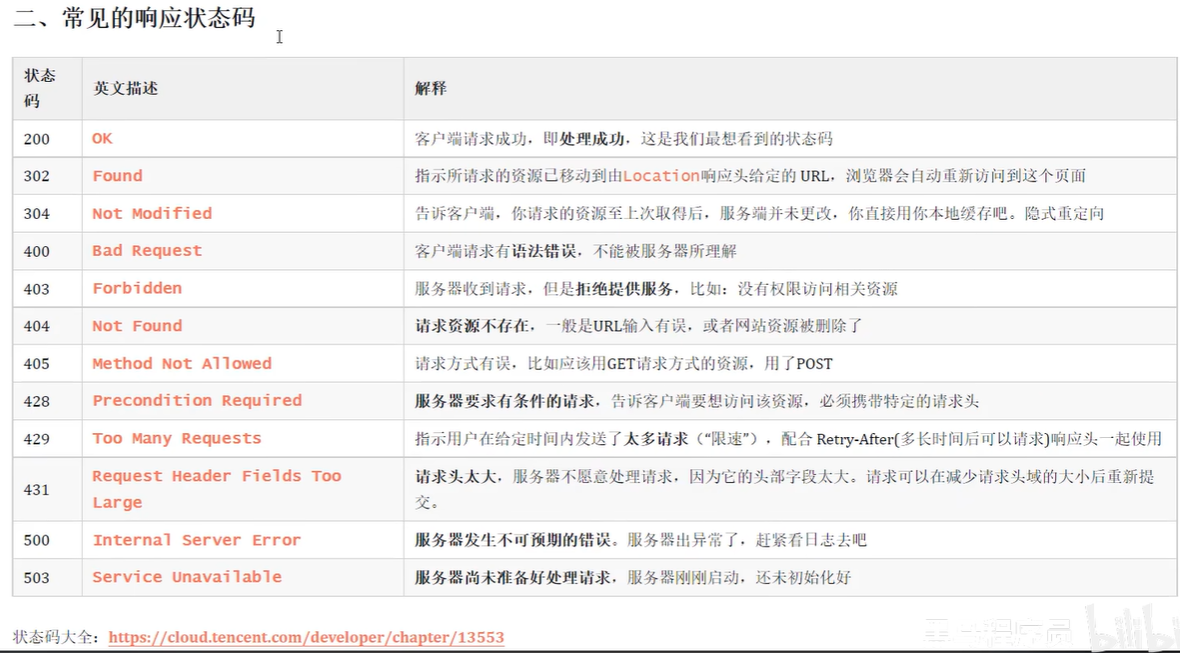 二、常见的响应状态码
状态
码
英文描述
解释
200
OK
客户端请求成功，即处理成功，这是我们最想看到的状态码
302
Found
指示所请求的资源已移动到由Location响应头给定的 URL，浏览器会自动重新访问到这个页面
304
Not Modified
告诉客户端，你请求的资源至上次取得后，服务端并未更改，你直接用你本地缓存吧。隐式重定向
400
Bad Request
客户端请求有语法错误，不能被服务器所理解
403
Forbidden
服务器收到请求，但是拒绝提供服务，比如：没有权限访问相关资源
404
Not Found
请求资源不存在，一般是URL输入有误，或者网站资源被删除了
405
Method Not Allowed
请求方式有误，比如应该用GET请求方式的资源，用了POST
428
Precondition Required
服务器要求有条件的请求，告诉客户端要想访问该资源，必须携带特定的请求头
429
Too Many Requests
指示用户在给定时间内发送了太多请求（“限速”），配合 Retry-After(多长时间后可以请求)响应头一起使用
431
Request Header Fields Too
Large
请求头太大，服务器不愿意处理请求，因为它的头部字段太大。请求可以在减少请求头域的大小后重新提
交。
500
Internal Server Error
服务器发生不可预期的错误。服务器出异常了，赶紧看日志去吧
503
Service Unavailable
服务器尚未准备好处理请求，服务器刚刚启动，还未初始化好
状态码大全：https://cloud.tencent.com/developer/chapter/13553
bilibili